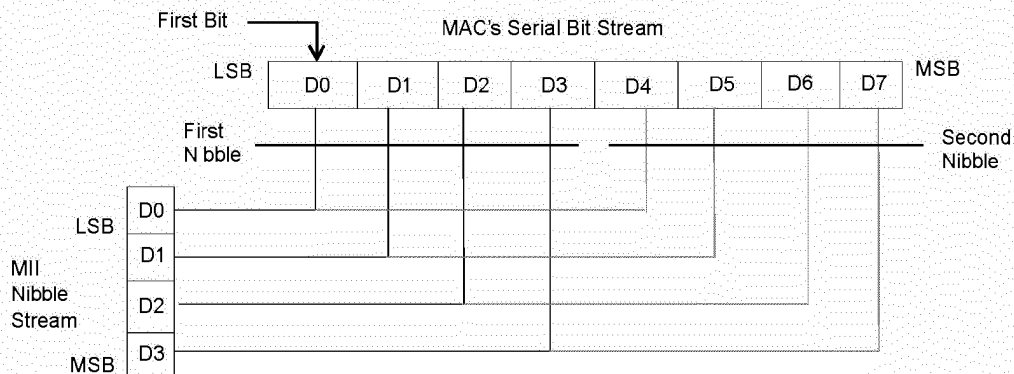 First Bit
MAC's Serial Bit Stream
LSB D0 D1 D2 D3 D4 D5 D6 D7 MSB
First
N bble
Second
Nibble
LSB
D0
D1
MII
Nibble
Stream
D2
MSB
D3